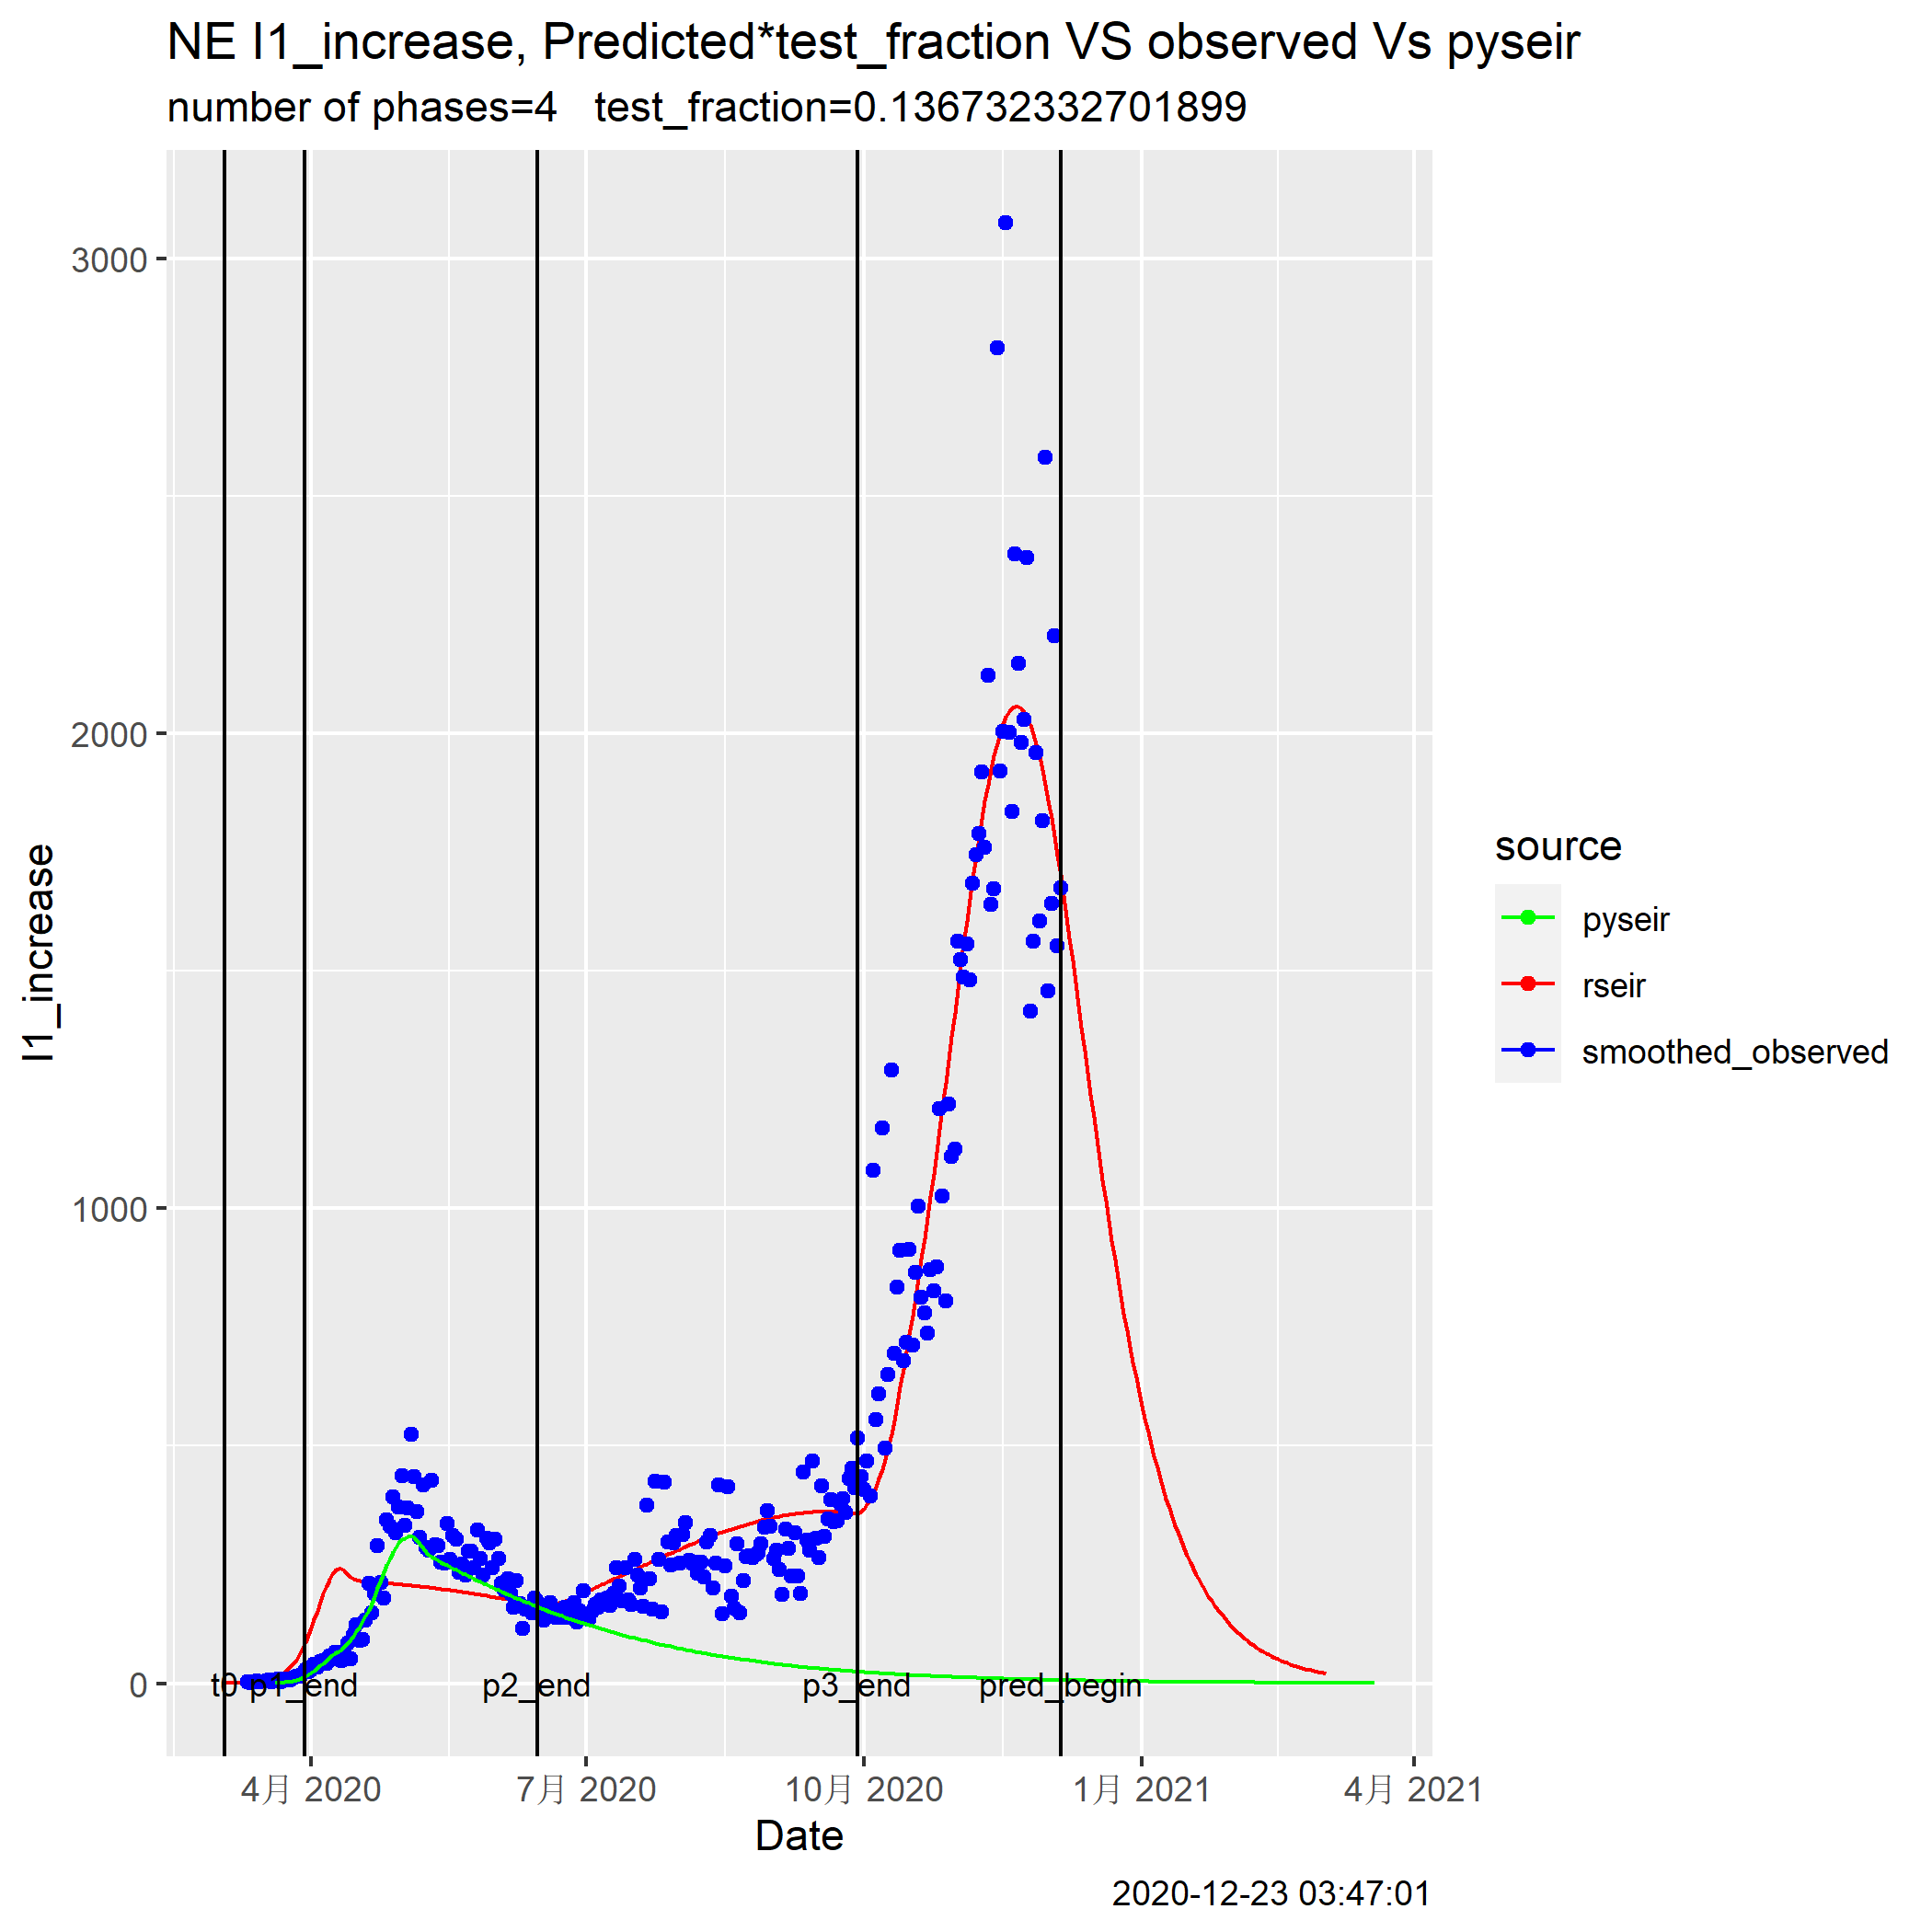 NE I1_increase, Predicted*test_fraction VS observed Vs pyseir
number of phases=4   test_fraction=0.136732332701899
I1_increase
3000
2000
1000
0
t0 p1_end p2_end p3_end pred_begin
4月 2020 7月 2020 10月 2020 1月 2021 4月 2021
Date
source
pyseir
rseir
smoothed_observed
2020-12-23 03:47:01